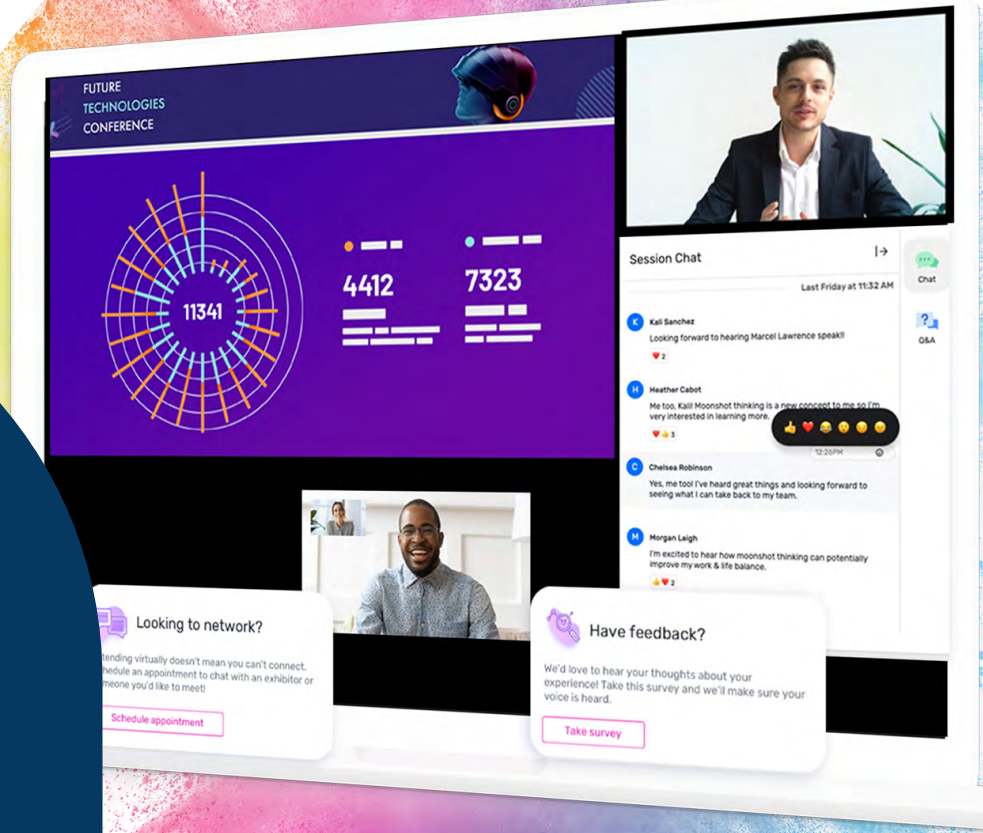 FUTURE
TECHNOLOGIES
CONFERENCE
11341
4412
7323
Session Chat
Last Friday at 11:32 AM
Chat
Q&A
K
Kali Sanchez
Looking forward to hearing Marcel Lawrence speak!!
2
H
Heather Cabot
Me too, Kali! Moonshot thinking is a new concept to me so I'm
very interested in learning more.
3
12:26PM
C
Chelsea Robinson
Yes, me too! I've heard great things and looking forward to
seeing what I can take back to my team.
M
Morgan Leigh
I'm excited to hear how moonshot thinking can potentially
improve my work & life balance.
2
Looking to network?
tending virtually doesn't mean you can't connect.
hedule an appointment to chat with an exhibitor or
meone you'd like to meet!
Schedule appointment
Have feedback?
We'd love to hear your thoughts about your
experience! Take this survey and we'll make sure your
voice is heard.
Take survey